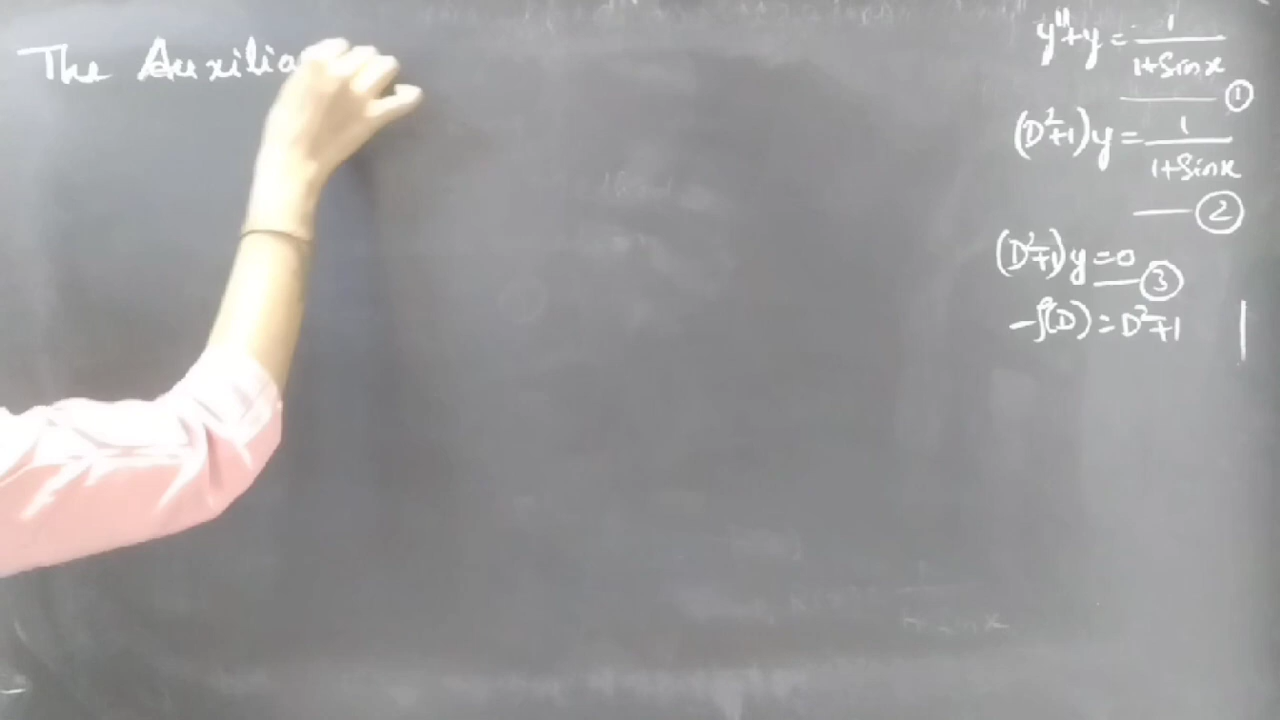 The Auxilia
y" + y = 1/(1+Sinx)
— ①
(D²+1)y = 1/(1+Sinx)
— ②
(D²+1)y = 0
— ③
f(D) = D²+1